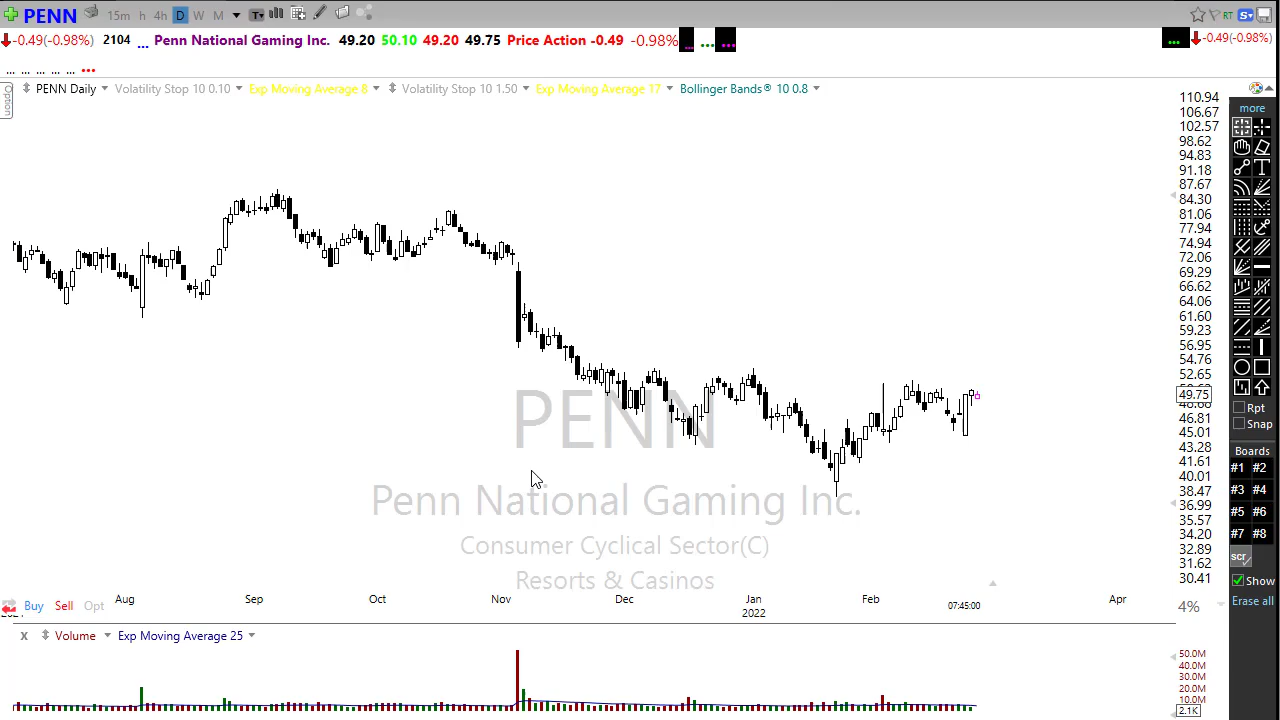 PENN 15m h 4h D W M T RT S
-0.49(-0.98%) 2104 ... Penn National Gaming Inc. 49.20 50.10 49.20 49.75 Price Action -0.49 -0.98% ... ... ... ... -0.49(-0.98%)
... ... ... ... ... ...
Option
PENN Daily Volatility Stop 10 0.10 Exp Moving Average 8 Volatility Stop 10 1.50 Exp Moving Average 17 Bollinger Bands® 10 0.8
110.94
106.67
102.57
98.62
94.83
91.18
87.67
84.30
81.06
77.94
74.94
72.06
69.29
66.62
64.06
61.60
59.23
56.95
54.76
52.65
49.75
46.81
45.01
43.28
41.61
40.01
38.47
36.99
35.57
34.20
32.89
31.62
30.41
more
Rpt
Snap
Boards
#1 #2
#3 #4
#5 #6
#7 #8
scr
Show
Erase all
PENN
Penn National Gaming Inc.
Consumer Cyclical Sector(C)
Resorts & Casinos
Aug Sep Oct Nov Dec Jan Feb Apr
2022
07:45:00
Buy Sell Opt
4%
X Volume Exp Moving Average 25
50.0M
40.0M
30.0M
20.0M
10.0M
2.1K